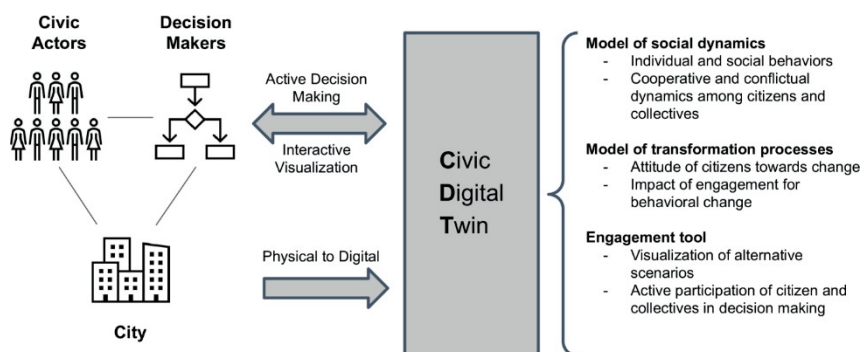 Civic
Actors
Decision
Makers
City
Active Decision
Making
Interactive
Visualization
Physical to Digital
Civic
Digital
Twin
Model of social dynamics
- Individual and social behaviors
- Cooperative and conflictual
dynamics among citizens and
collectives
Model of transformation processes
- Attitude of citizens towards change
- Impact of engagement for
behavioral change
Engagement tool
- Visualization of alternative
scenarios
- Active participation of citizen and
collectives in decision making